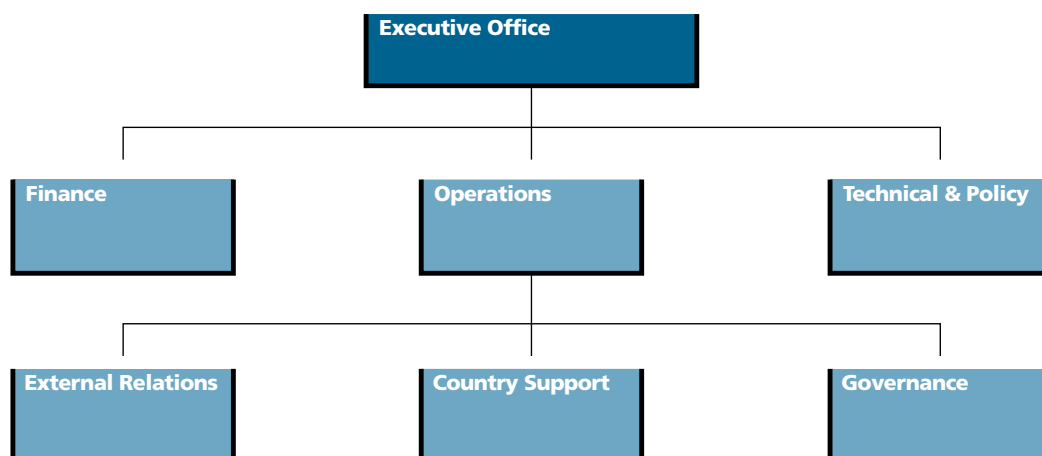 Executive Office
Finance
Operations
Technical & Policy
External Relations
Country Support
Governance